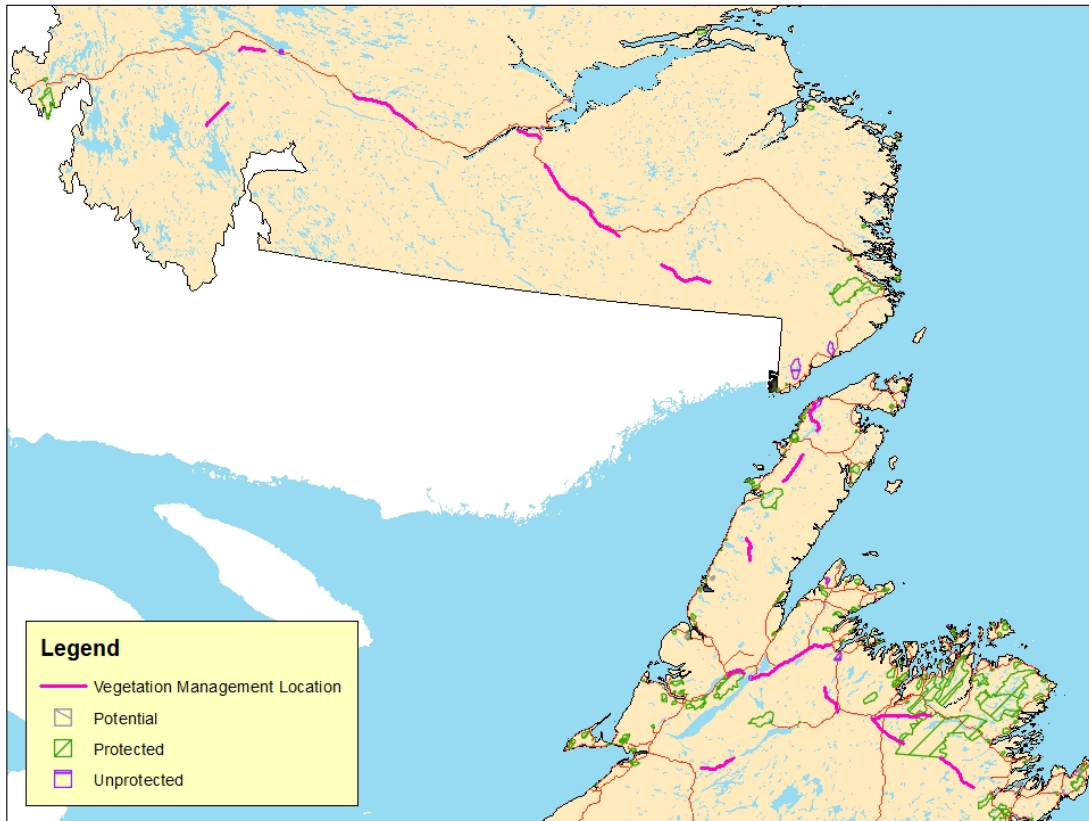 Legend
Vegetation Management Location
Potential
Protected
Unprotected